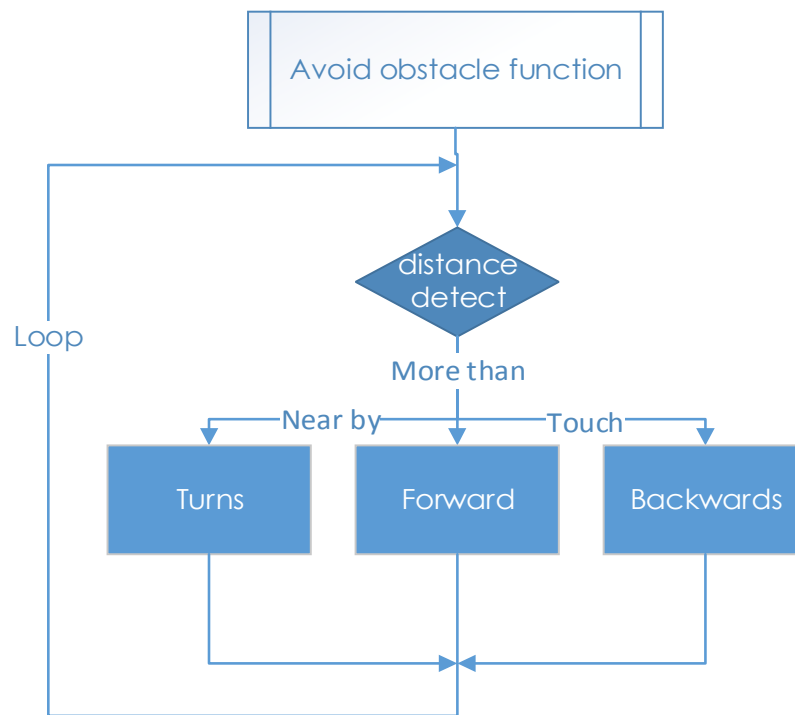 Avoid obstacle function
distance
detect
Loop
More than
Near by
Touch
Turns
Forward
Backwards